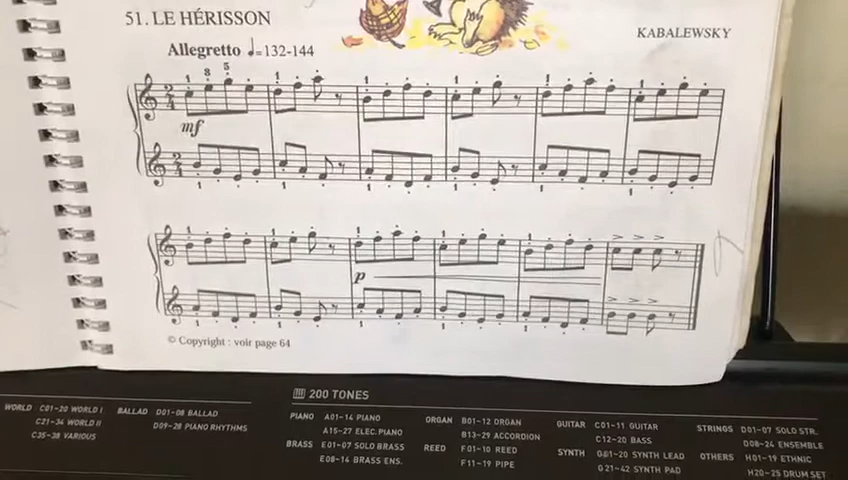 51. LE HÉRISSON
KABALEWSKY
Allegretto ♩=132-144
mf
p
© Copyright : voir page 64
200 TONES
WORLD C01-20 WORLD I
C21-34 WORLD II
C35-38 VARIOUS
BALLAD D01-08 BALLAD
D09-28 PIANO RHYTHMS
PIANO A01-14 PIANO
A15-27 ELEC.PIANO
BRASS E01-07 SOLO BRASS
E08-14 BRASS ENS.
ORGAN B01-12 ORGAN
B13-29 ACCORDION
REED F01-10 REED
F11-19 PIPE
GUITAR C01-11 GUITAR
C12-20 BASS
SYNTH G01-20 SYNTH LEAD
G21-42 SYNTH PAD
STRINGS D01-07 SOLO STR.
D08-24 ENSEMBLE
OTHERS H01-19 ETHNIC
H20-25 DRUM SET